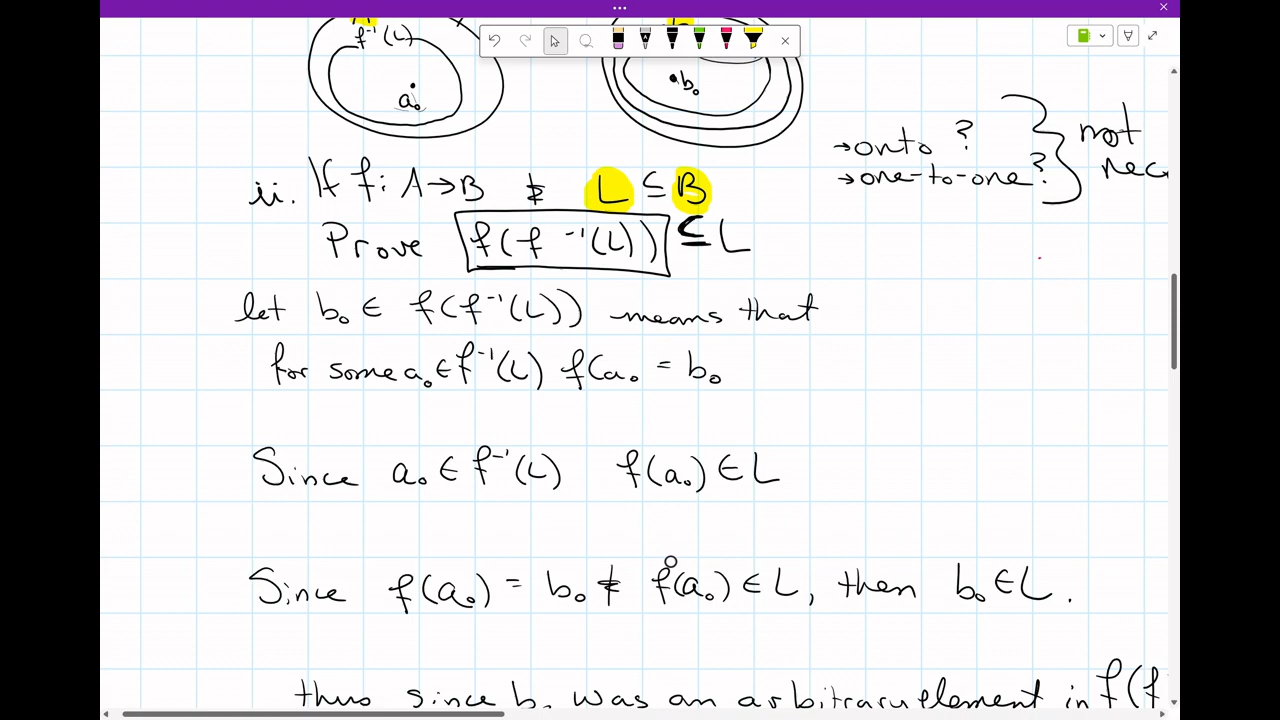 f⁻¹(L)
a₀
b₀
→onto ?
→one-to-one?
not
nec
ii. If f: A→B & L ⊆ B
Prove f(f⁻¹(L)) ⊆ L
let b₀ ∈ f(f⁻¹(L)) means that
for some a₀ ∈ f⁻¹(L) f(a₀ = b₀
Since a₀ ∈ f⁻¹(L) f(a₀) ∈ L
Since f(a₀) = b₀ & f(a₀) ∈ L, then b₀ ∈ L.
thus since b₀ was an arbitrary element in f(f